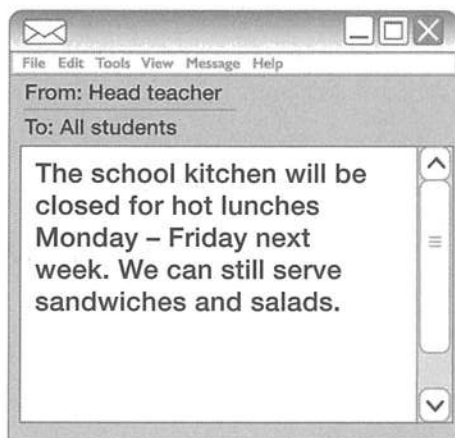 File Edit Tools View Message Help
From: Head teacher
To: All students
The school kitchen will be
closed for hot lunches
Monday – Friday next
week. We can still serve
sandwiches and salads.